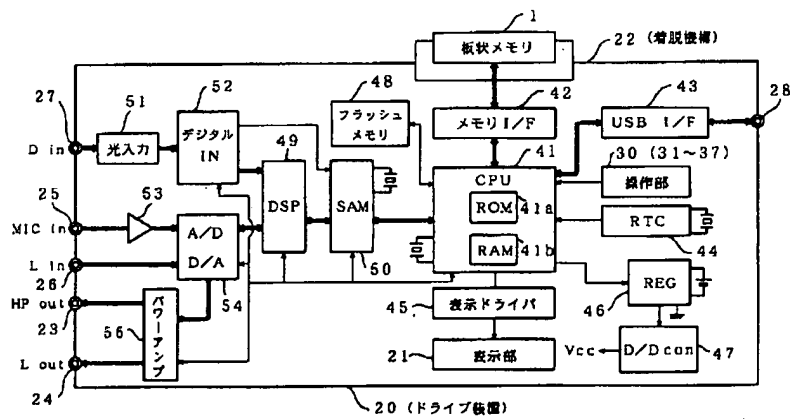 1
板状メモリ
22 (着脱機構)
27
51
52
48
42
43
28
D in
光入力
デジタル
IN
フラッシュ
メモリ
メモリ I/F
USB I/F
49
41
30 (31~37)
操作部
25
53
DSP
SAM
CPU
ROM
41a
RTC
MIC in
A/D
D/A
RAM
41b
44
L in
26
54
50
REG
46
HP out
23
パワーアンプ
56
45
表示ドライバ
D/Dcon
47
Vcc
L out
24
21
表示部
20 (ドライブ装置)